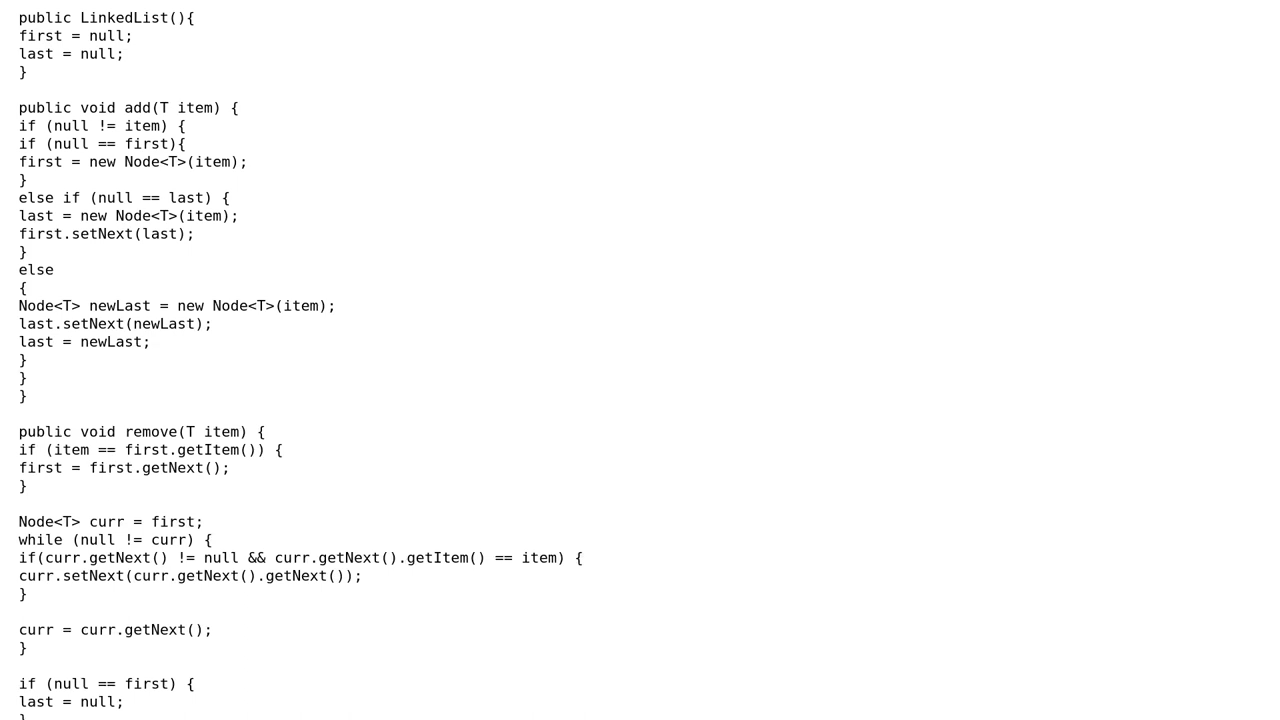 public LinkedList(){
first = null;
last = null;
}

public void add(T item) {
if (null != item) {
if (null == first){
first = new Node<T>(item);
}
else if (null == last) {
last = new Node<T>(item);
first.setNext(last);
}
else
{
Node<T> newLast = new Node<T>(item);
last.setNext(newLast);
last = newLast;
}
}
}

public void remove(T item) {
if (item == first.getItem()) {
first = first.getNext();
}

Node<T> curr = first;
while (null != curr) {
if(curr.getNext() != null && curr.getNext().getItem() == item) {
curr.setNext(curr.getNext().getNext());
}

curr = curr.getNext();
}

if (null == first) {
last = null;
}